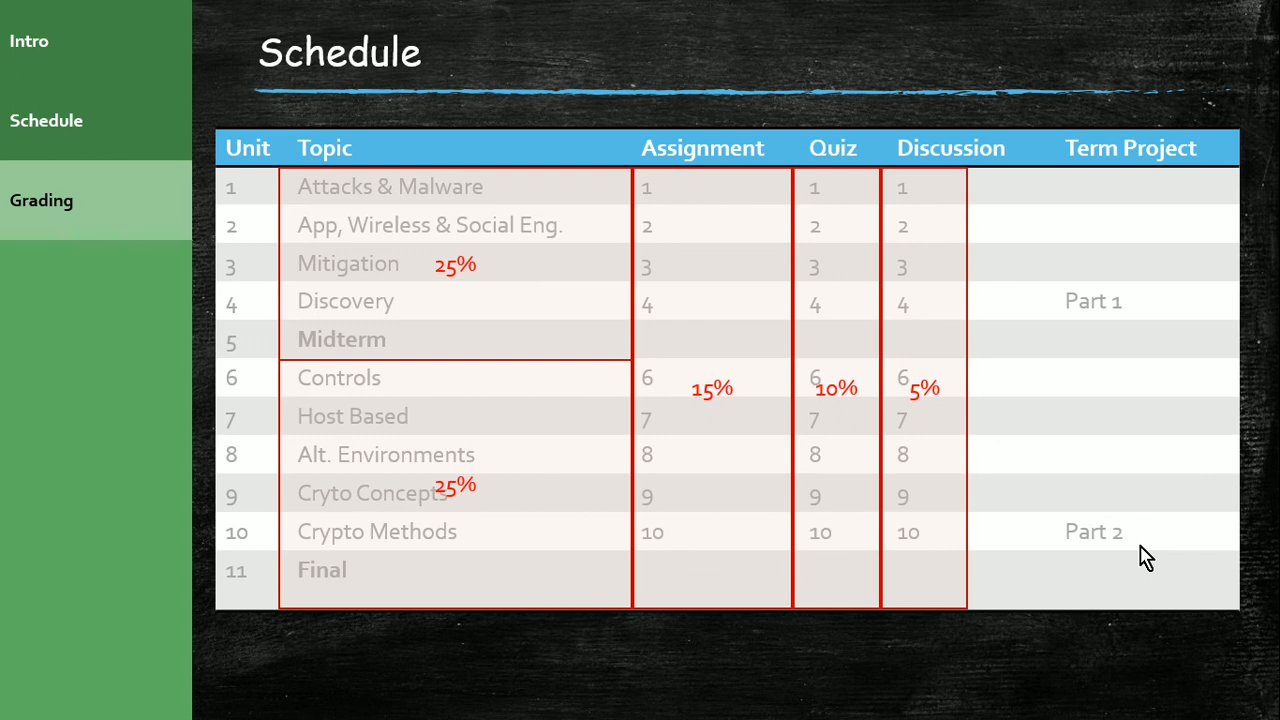 Intro
Schedule
Grading
Schedule
Unit Topic Assignment Quiz Discussion Term Project
1 Attacks & Malware 1 1 1
2 App, Wireless & Social Eng. 2 2 2
3 Mitigation 25% 3 3 3
4 Discovery 4 4 4 Part 1
5 Midterm
6 Controls 6 6 6
15% 10% 5%
7 Host Based 7 7 7
8 Alt. Environments 8 8 8
25%
9 Cryto Concepts 9 9 9
10 Crypto Methods 10 10 10 Part 2
11 Final